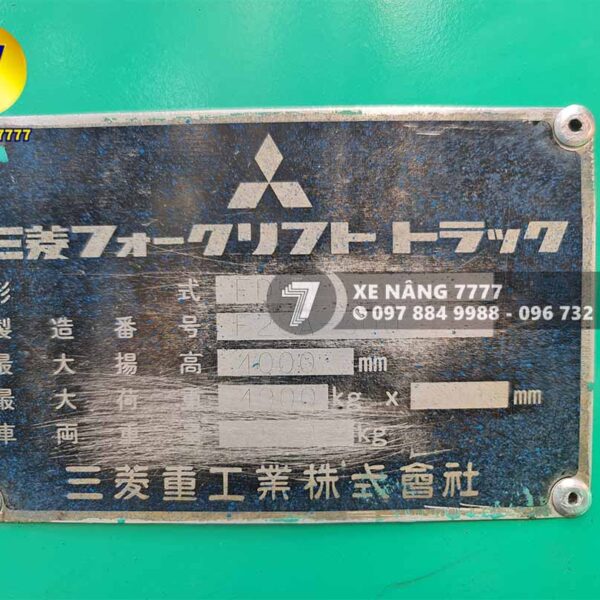 7777
三菱フォークリフト トラック
形 式
XE NÂNG 7777
製 造 番 号
097 884 9988 - 096 732
最 大 揚 高 4000 mm
最 大 荷 重 kg x mm
車 両 重 kg
三菱重工業株式會社